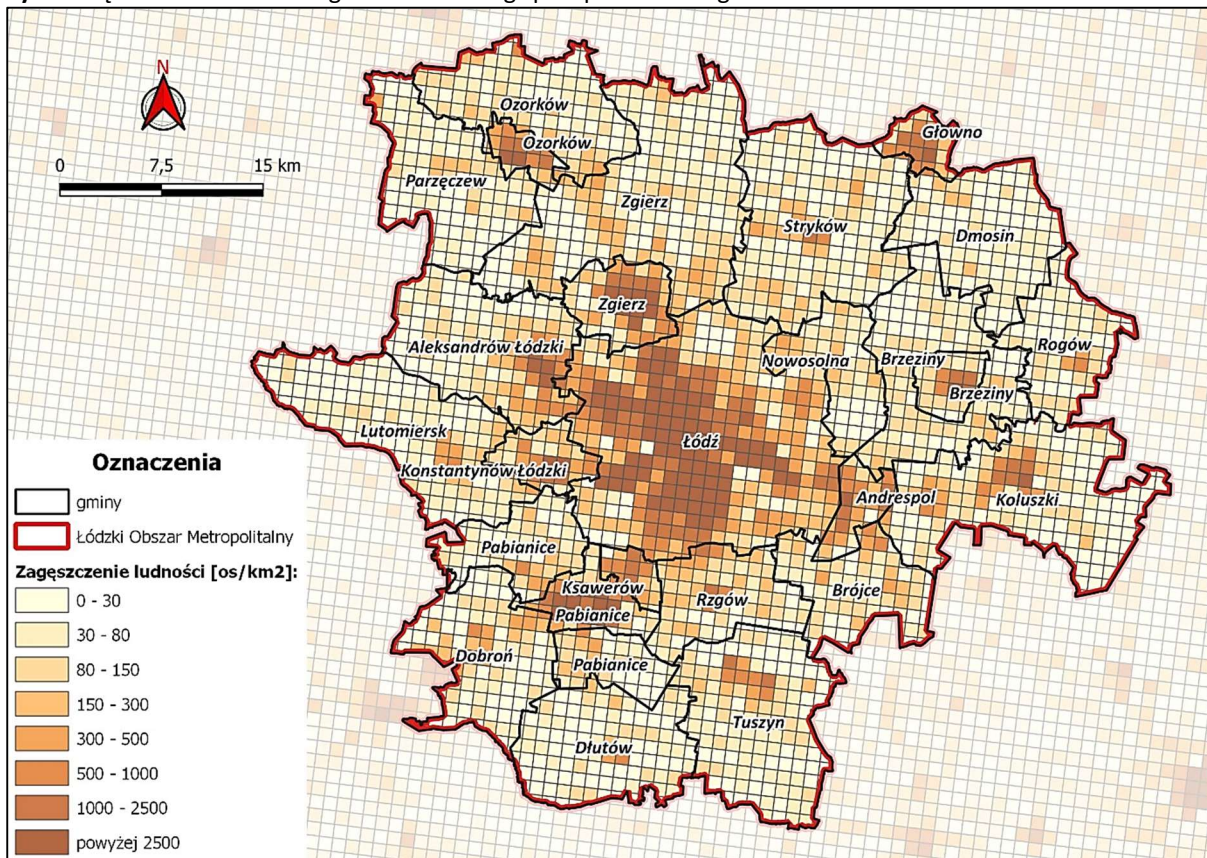 N
0 7,5 15 km
Ozorków
Ozorków
Głowno
Parzęczew
Zgierz
Stryków
Dmosin
Zgierz
Aleksandrów Łódzki
Nowosolna
Brzeziny
Rogów
Brzeziny
Lutomiersk
Łódź
Konstantynów Łódzki
Andrespol
Koluszki
Pabianice
Ksawerów
Rzgów
Brójce
Pabianice
Dobroń
Pabianice
Tuszyn
Dłutów
Oznaczenia
gminy
Łódzki Obszar Metropolitalny
Zagęszczenie ludności [os/km2]:
0 - 30
30 - 80
80 - 150
150 - 300
300 - 500
500 - 1000
1000 - 2500
powyżej 2500